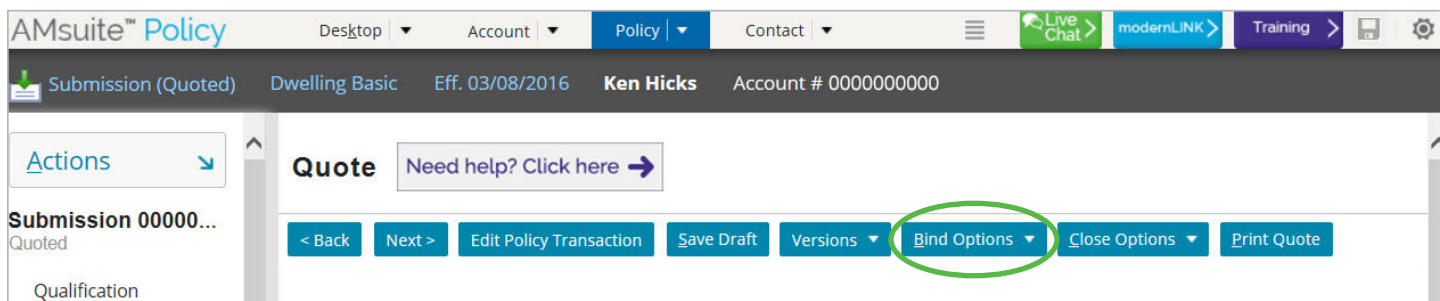 AMsuite™ Policy Desktop Account Policy Contact Live Chat modernLINK Training
Submission (Quoted) Dwelling Basic Eff. 03/08/2016 Ken Hicks Account # 0000000000
Actions
Quote Need help? Click here
Submission 00000...
Quoted
< Back Next > Edit Policy Transaction Save Draft Versions Bind Options Close Options Print Quote
Qualification